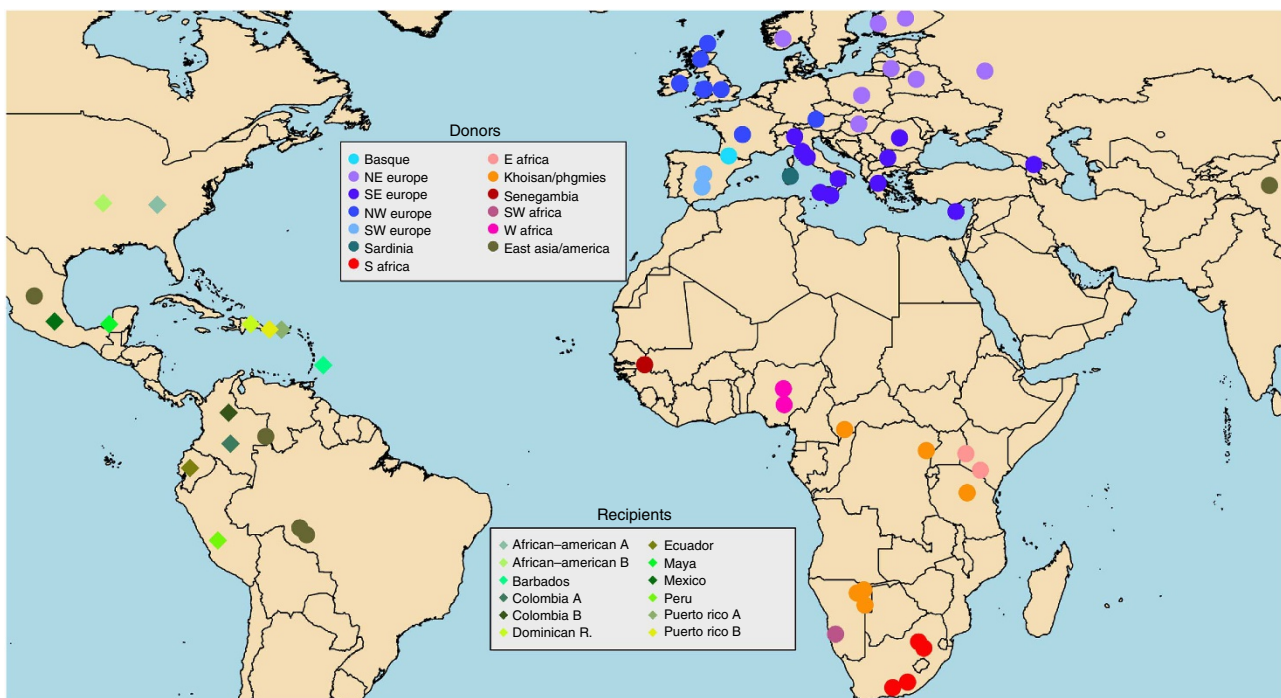 Donors
Basque
NE europe
SE europe
NW europe
SW europe
Sardinia
S africa
E africa
Khoisan/phgmies
Senegambia
SW africa
W africa
East asia/america
Recipients
African–american A
African–american B
Barbados
Colombia A
Colombia B
Dominican R.
Ecuador
Maya
Mexico
Peru
Puerto rico A
Puerto rico B